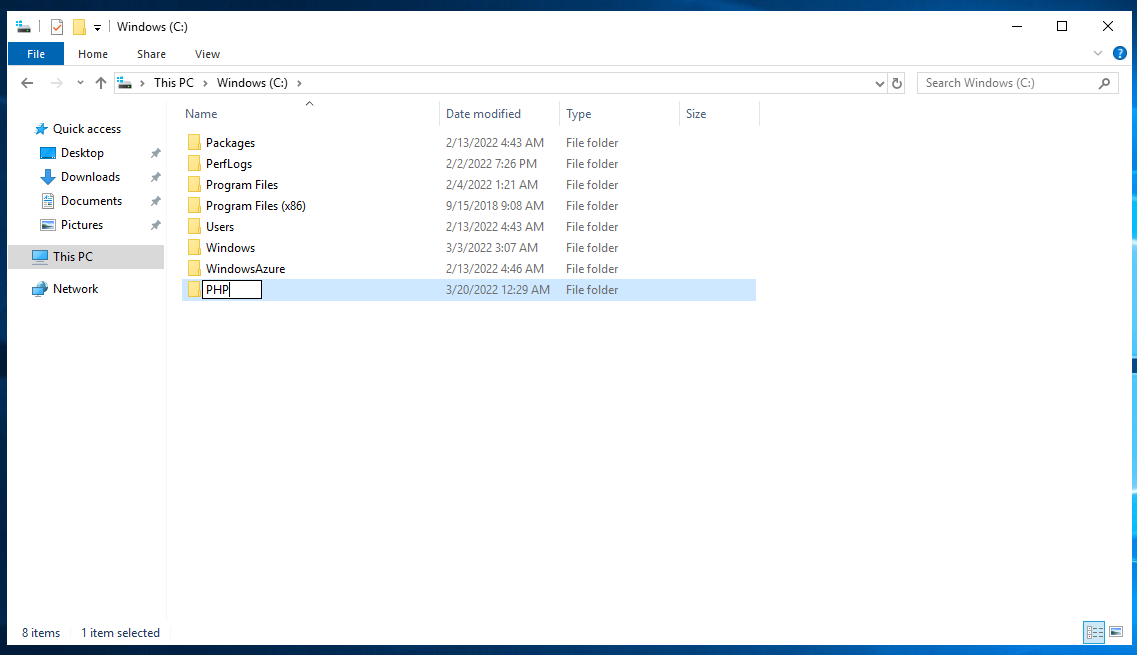 Windows (C:)
File Home Share View
This PC Windows (C:) Search Windows (C:)
Name Date modified Type Size
Quick access
Desktop
Downloads
Documents
Pictures
This PC
Network
Packages 2/13/2022 4:43 AM File folder
PerfLogs 2/2/2022 7:26 PM File folder
Program Files 2/4/2022 1:21 AM File folder
Program Files (x86) 9/15/2018 9:08 AM File folder
Users 2/13/2022 4:43 AM File folder
Windows 3/3/2022 3:07 AM File folder
WindowsAzure 2/13/2022 4:46 AM File folder
PHP 3/20/2022 12:29 AM File folder
8 items 1 item selected